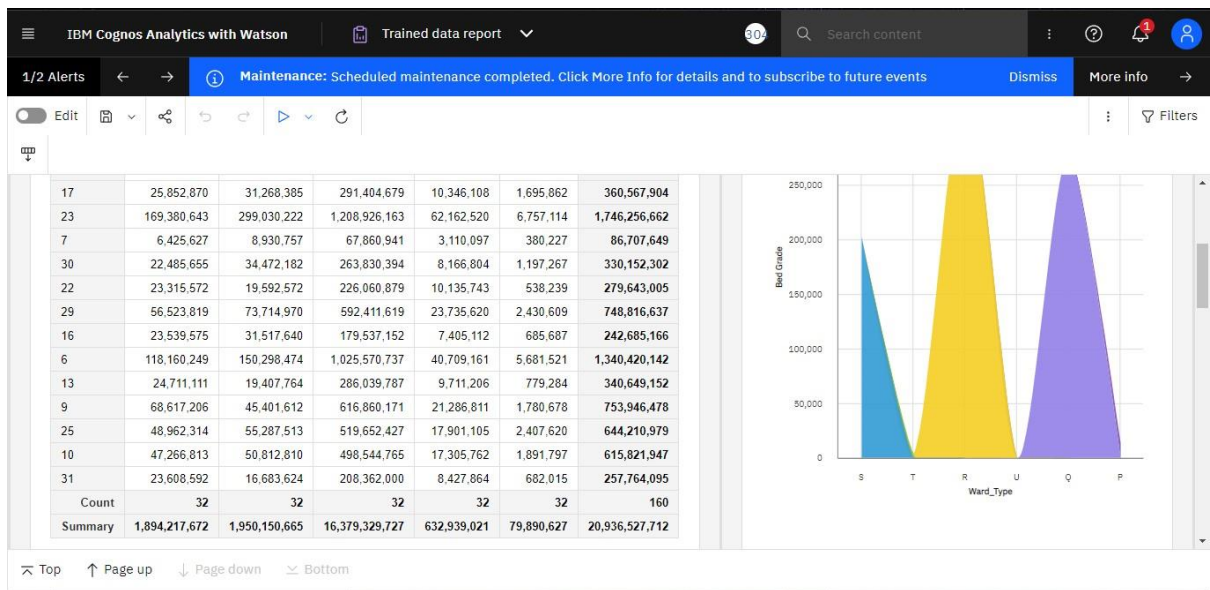 IBM Cognos Analytics with Watson Trained data report 304 Search content 1
1/2 Alerts Maintenance: Scheduled maintenance completed. Click More Info for details and to subscribe to future events Dismiss More info
Edit Filters
17 25,852,870 31,268,385 291,404,679 10,346,108 1,695,862 360,567,904
23 169,380,643 299,030,222 1,208,926,163 62,162,520 6,757,114 1,746,256,662
7 6,425,627 8,930,757 67,860,941 3,110,097 380,227 86,707,649
30 22,485,655 34,472,182 263,830,394 8,166,804 1,197,267 330,152,302
22 23,315,572 19,592,572 226,060,879 10,135,743 538,239 279,643,005
29 56,523,819 73,714,970 592,411,619 23,735,620 2,430,609 748,816,637
16 23,539,575 31,517,640 179,537,152 7,405,112 685,687 242,685,166
6 118,160,249 150,298,474 1,025,570,737 40,709,161 5,681,521 1,340,420,142
13 24,711,111 19,407,764 286,039,787 9,711,206 779,284 340,649,152
9 68,617,206 45,401,612 616,860,171 21,286,811 1,780,678 753,946,478
25 48,962,314 55,287,513 519,652,427 17,901,105 2,407,620 644,210,979
10 47,266,813 50,812,810 498,544,765 17,305,762 1,891,797 615,821,947
31 23,608,592 16,683,624 208,362,000 8,427,864 682,015 257,764,095
Count 32 32 32 32 32 160
Summary 1,894,217,672 1,950,150,665 16,379,329,727 632,939,021 79,890,627 20,936,527,712
250,000
200,000
150,000
100,000
50,000
0
Bed Grade
S T R U Q P
Ward_Type
Top Page up Page down Bottom